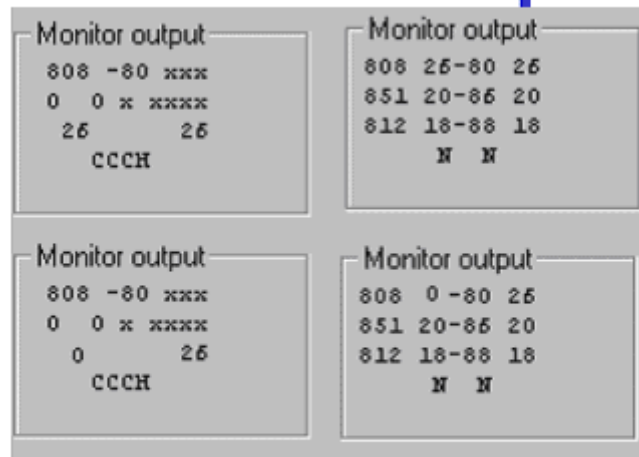 Monitor output
808 -80 xxx
0 0 x xxxx
26 26
CCCH
Monitor output
808 26-80 26
851 20-86 20
812 18-88 18
N N
Monitor output
808 -80 xxx
0 0 x xxxx
0 26
CCCH
Monitor output
808 0 -80 26
851 20-86 20
812 18-88 18
N N